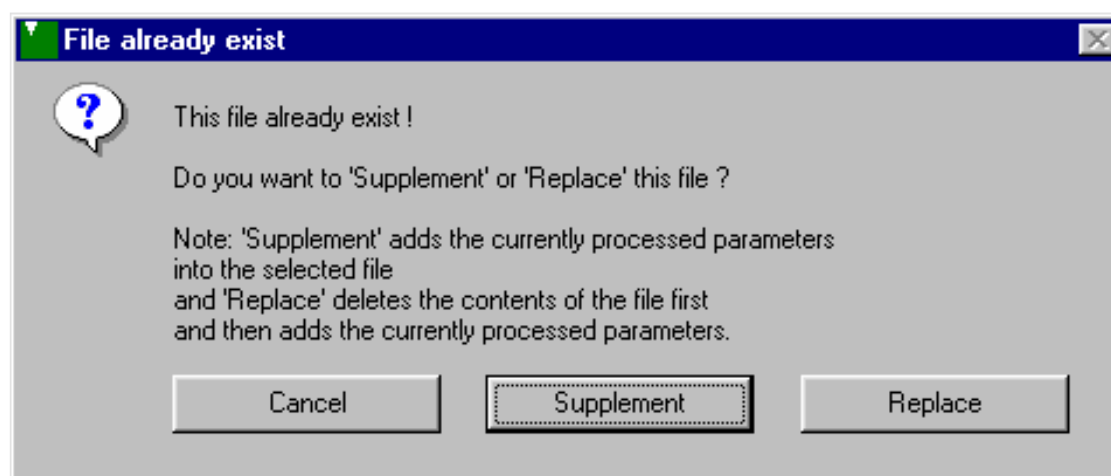 File already exist
This file already exist !
Do you want to 'Supplement' or 'Replace' this file ?
Note: 'Supplement' adds the currently processed parameters
into the selected file
and 'Replace' deletes the contents of the file first
and then adds the currently processed parameters.
Cancel Supplement Replace